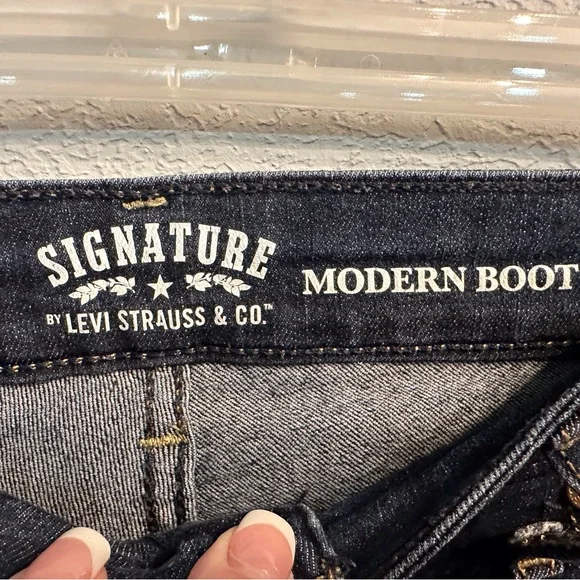 SIGNATURE
BY LEVI STRAUSS & CO.™
MODERN BOOT